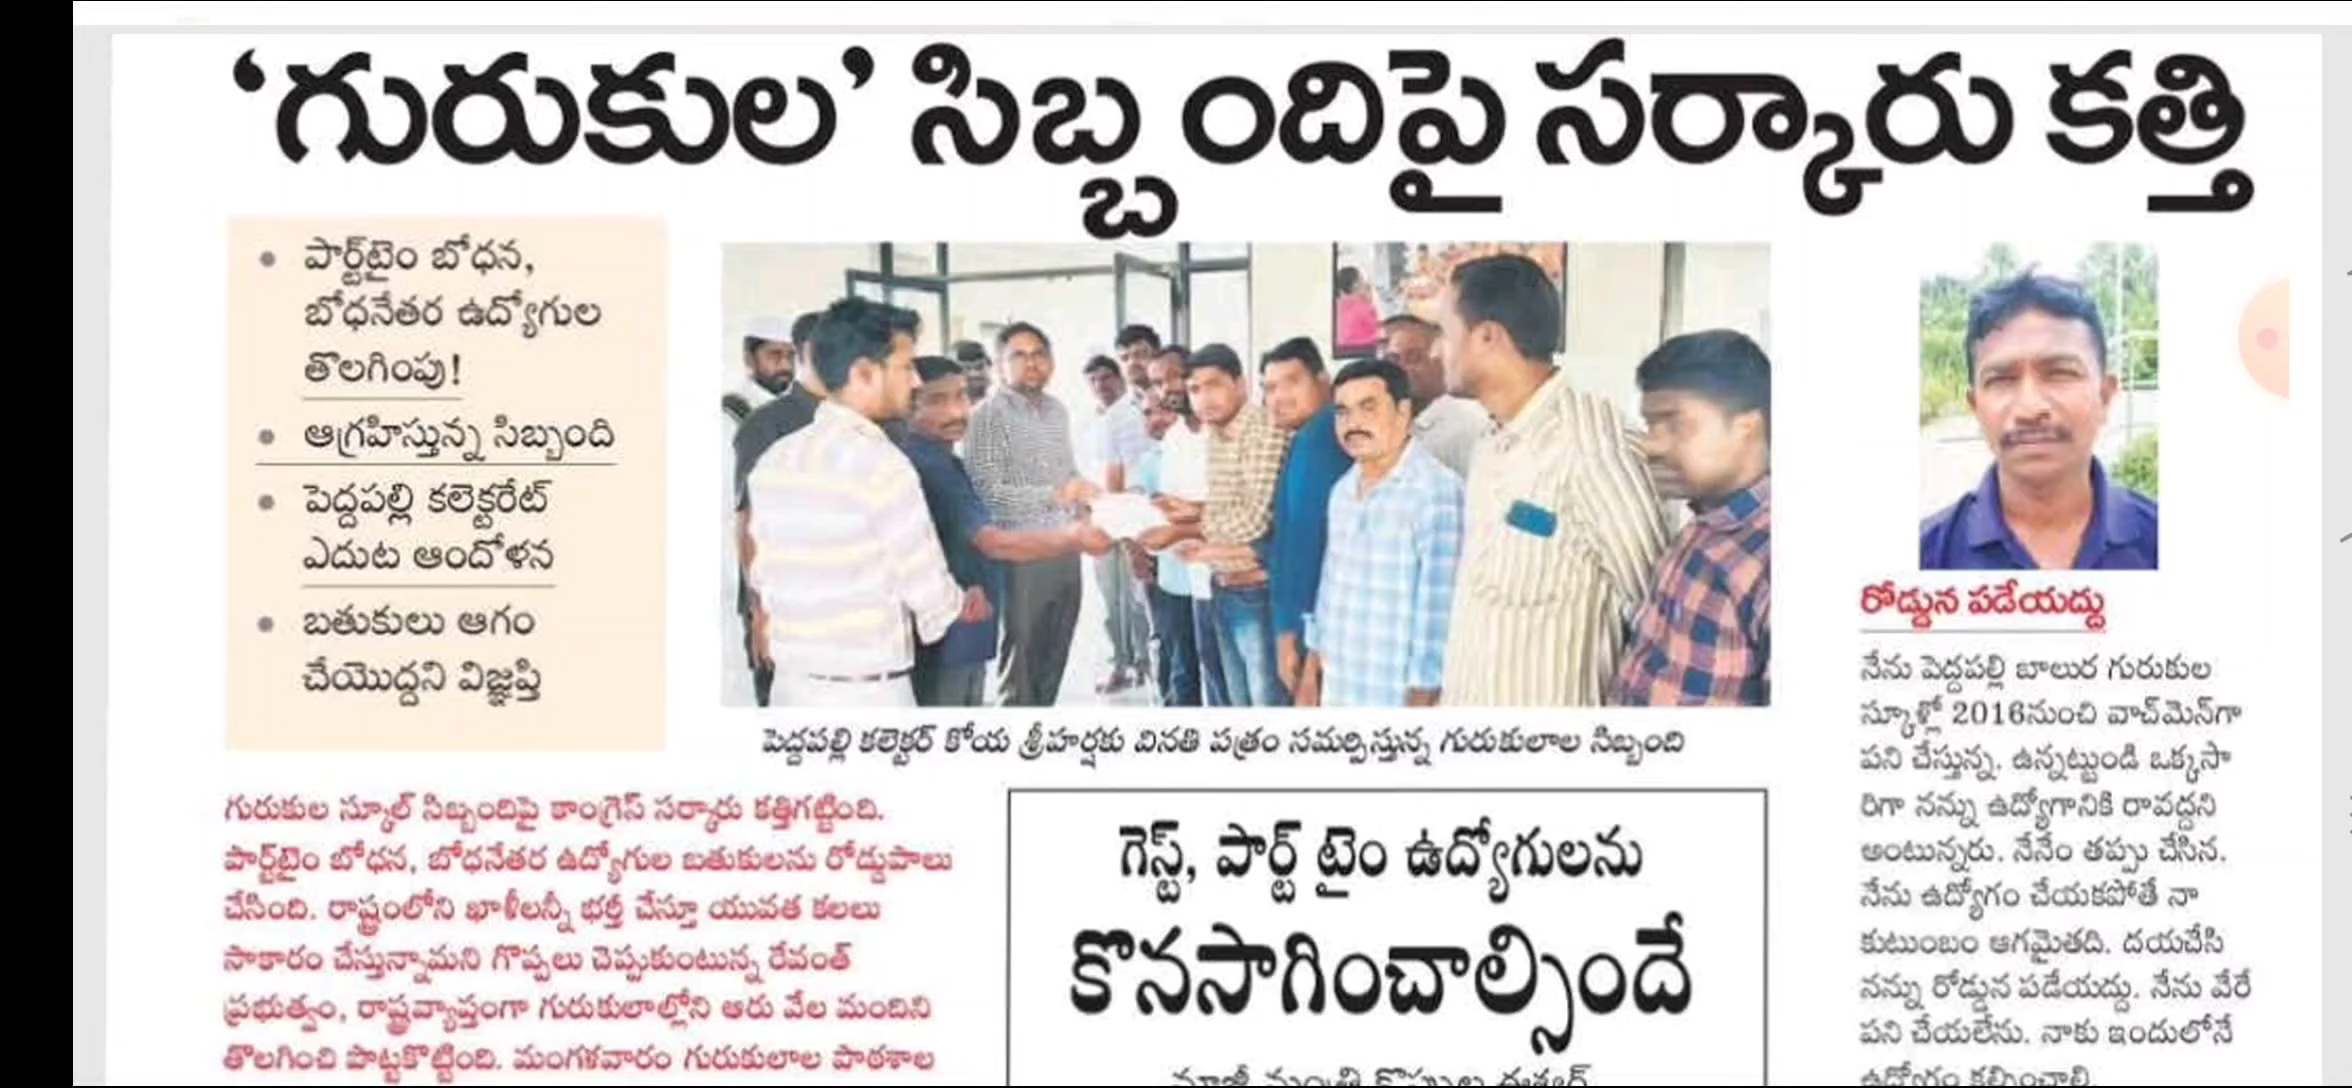 ‘గురుకుల’ సిబ్బందిపై సర్కారు కత్తి
• పార్ట్‌టైం బోధన,
బోధనేతర ఉద్యోగుల
తొలగింపు!
• ఆగ్రహిస్తున్న సిబ్బంది
• పెద్దపల్లి కలెక్టరేట్
ఎదుట ఆందోళన
• బతుకులు ఆగం
చేయొద్దని విజ్ఞప్తి
పెద్దపల్లి కలెక్టర్ కోయ శ్రీహర్షకు వినతి పత్రం సమర్పిస్తున్న గురుకులాల సిబ్బంది
గురుకుల స్కూల్ సిబ్బందిపై కాంగ్రెస్ సర్కారు కత్తిగట్టింది.
పార్ట్‌టైం బోధన, బోధనేతర ఉద్యోగుల బతుకులను రోడ్డుపాలు
చేసింది. రాష్ట్రంలోని ఖాళీలన్నీ భర్తీ చేస్తూ యువత కలలు
సాకారం చేస్తున్నామని గొప్పలు చెప్పుకుంటున్న రేవంత్
ప్రభుత్వం, రాష్ట్రవ్యాప్తంగా గురుకులాల్లోని ఆరు వేల మందిని
తొలగించి పొట్టకొట్టింది. మంగళవారం గురుకులాల పాఠశాల
గెస్ట్, పార్ట్ టైం ఉద్యోగులను
కొనసాగించాల్సిందే
మాజీ మంత్రి కొప్పుల ఈశ్వర్
రోడ్డున పడేయద్దు
నేను పెద్దపల్లి బాలుర గురుకుల
స్కూళ్లో 2016నుంచి వాచ్‌మెన్‌గా
పని చేస్తున్న. ఉన్నట్టుండి ఒక్కసా
రిగా నన్ను ఉద్యోగానికి రావద్దని
అంటున్నరు. నేనేం తప్పు చేసిన.
నేను ఉద్యోగం చేయకపోతే నా
కుటుంబం ఆగమైతది. దయచేసి
నన్ను రోడ్డున పడేయద్దు. నేను వేరే
పని చేయలేను. నాకు ఇందులోనే
ఉద్యోగం కల్పించాలి.